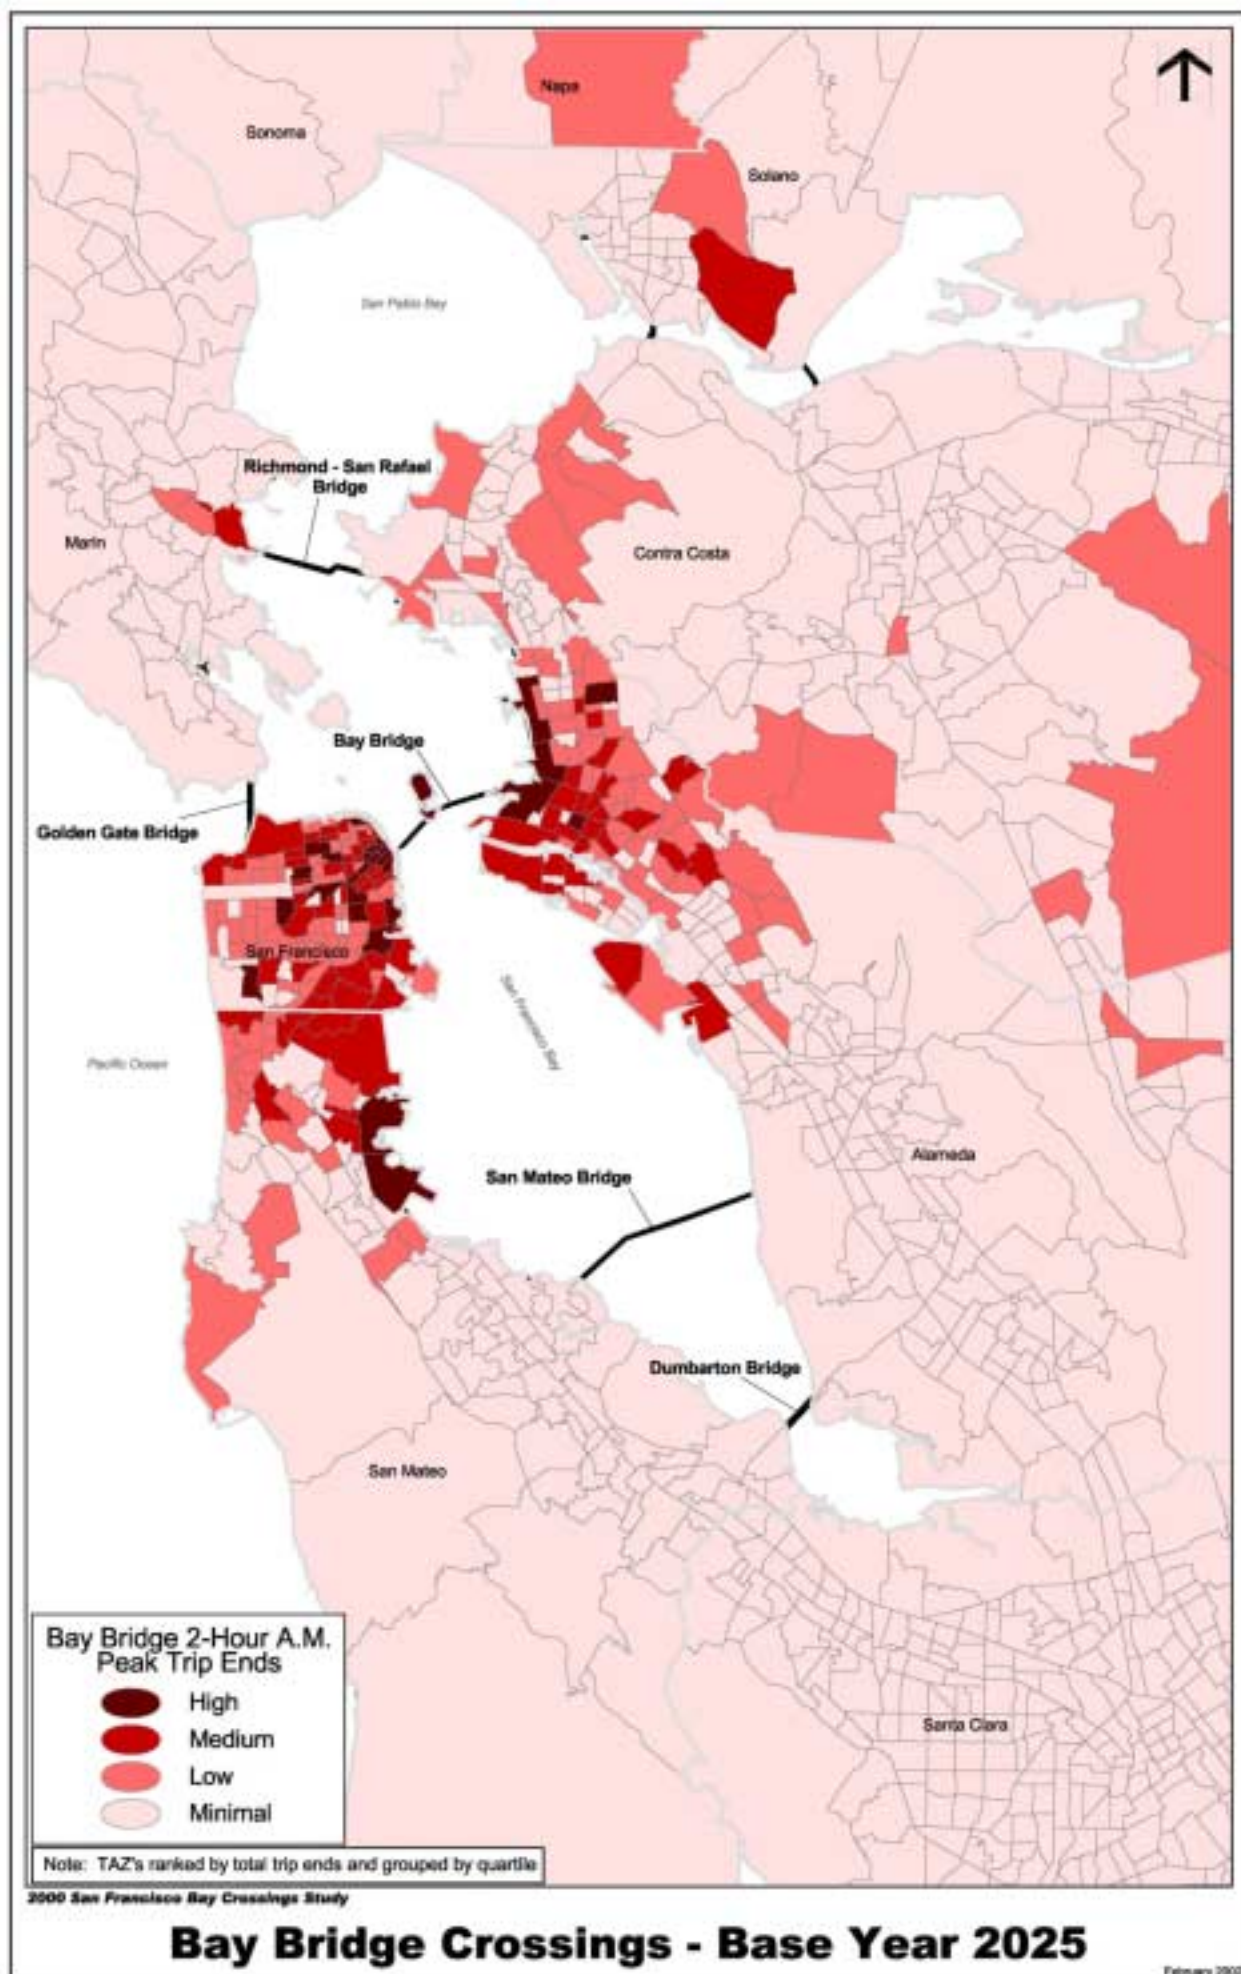 Napa
Sonoma
Solano
San Pablo Bay
Richmond - San Rafael
Bridge
Marin
Contra Costa
Bay Bridge
Golden Gate Bridge
San Francisco
San Francisco Bay
Pacific Ocean
Alameda
San Mateo Bridge
Dumbarton Bridge
San Mateo
Santa Clara
Bay Bridge 2-Hour A.M.
Peak Trip Ends
High
Medium
Low
Minimal
Note: TAZ's ranked by total trip ends and grouped by quartile
2000 San Francisco Bay Crossings Study
Bay Bridge Crossings - Base Year 2025